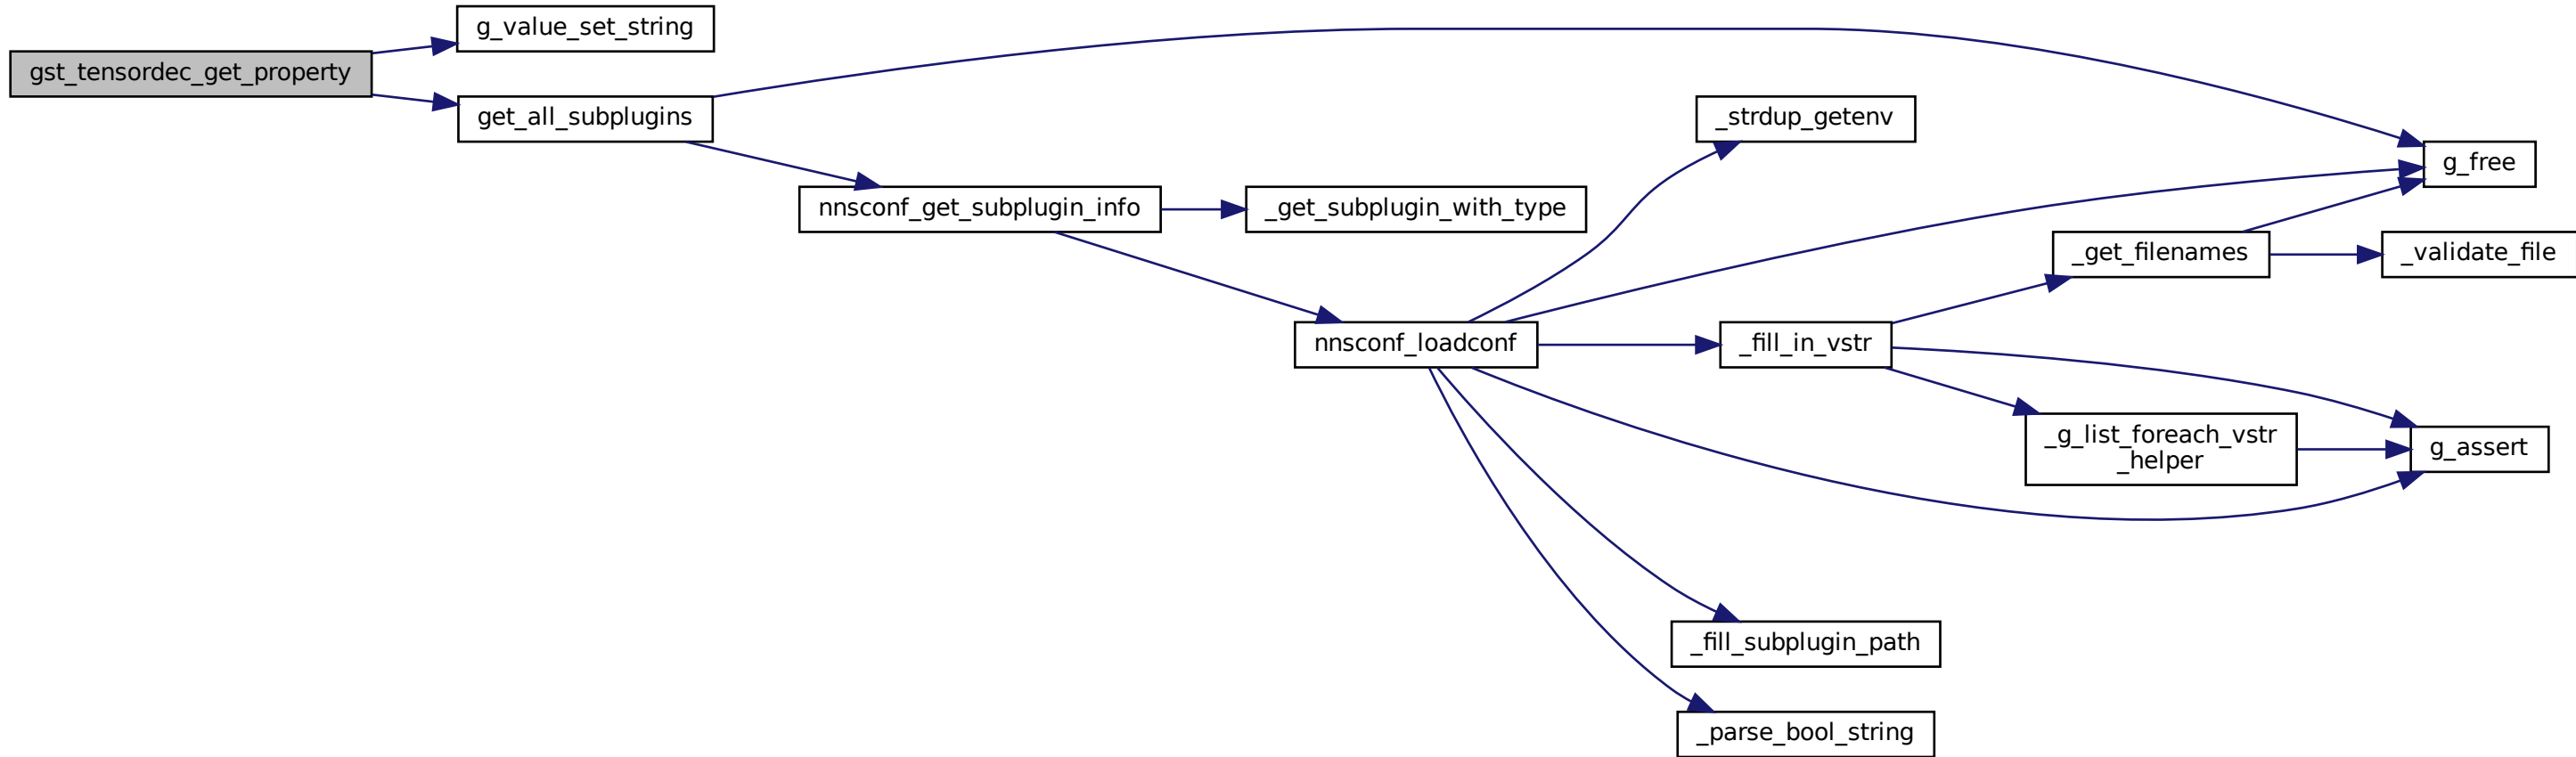 g_value_set_string
gst_tensordec_get_property
get_all_subplugins
_strdup_getenv
g_free
nnsconf_get_subplugin_info
_get_subplugin_with_type
_get_filenames
_validate_file
nnsconf_loadconf
_fill_in_vstr
_g_list_foreach_vstr
_helper
g_assert
_fill_subplugin_path
_parse_bool_string